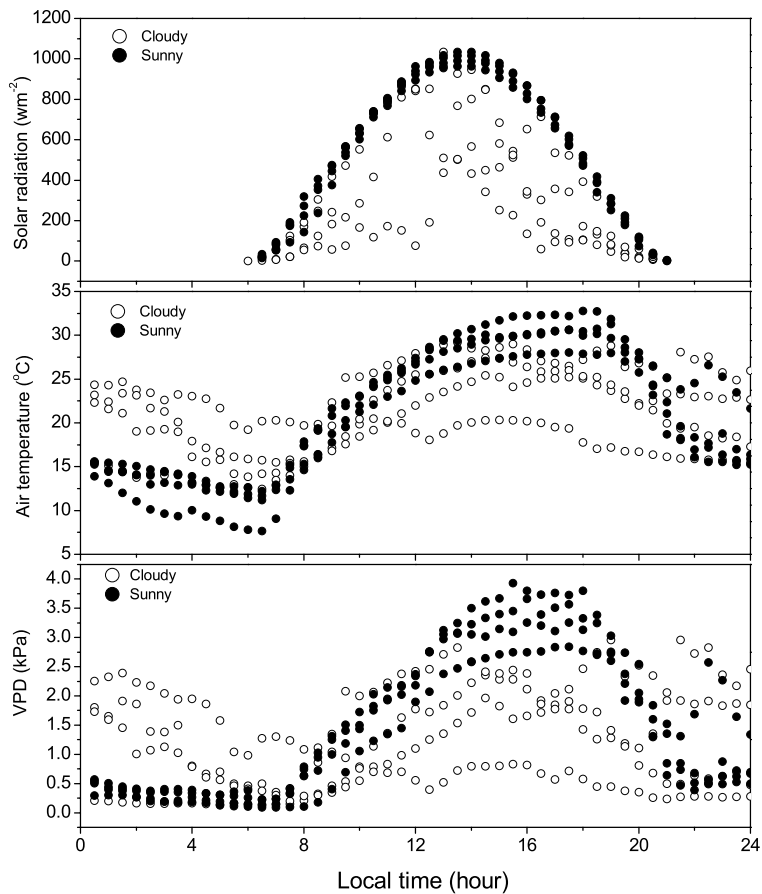 1200
1000
800
600
400
200
0
Solar radiation (wm-2)
Cloudy
Sunny
35
30
25
20
15
10
5
Air temperature (oC)
Cloudy
Sunny
4.0
3.5
3.0
2.5
2.0
1.5
1.0
0.5
0.0
VPD (kPa)
Cloudy
Sunny
0 4 8 12 16 20 24
Local time (hour)